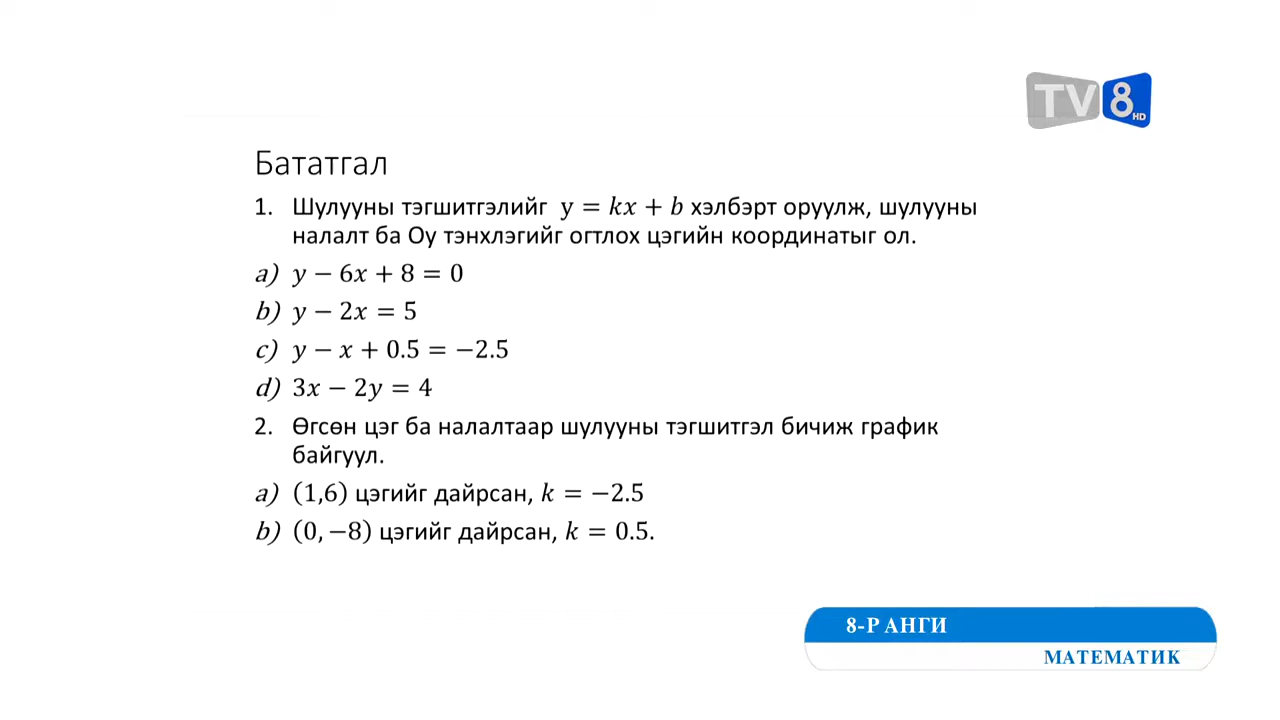 TV 8 HD
Бататгал
1. Шулууны тэгшитгэлийг y = kx + b хэлбэрт оруулж, шулууны
налалт ба Oy тэнхлэгийг огтлох цэгийн координатыг ол.
a) y − 6x + 8 = 0
b) y − 2x = 5
c) y − x + 0.5 = −2.5
d) 3x − 2y = 4
2. Өгсөн цэг ба налалтаар шулууны тэгшитгэл бичиж график
байгуул.
a) (1,6) цэгийг дайрсан, k = −2.5
b) (0, −8) цэгийг дайрсан, k = 0.5.
8-Р АНГИ
МАТЕМАТИК